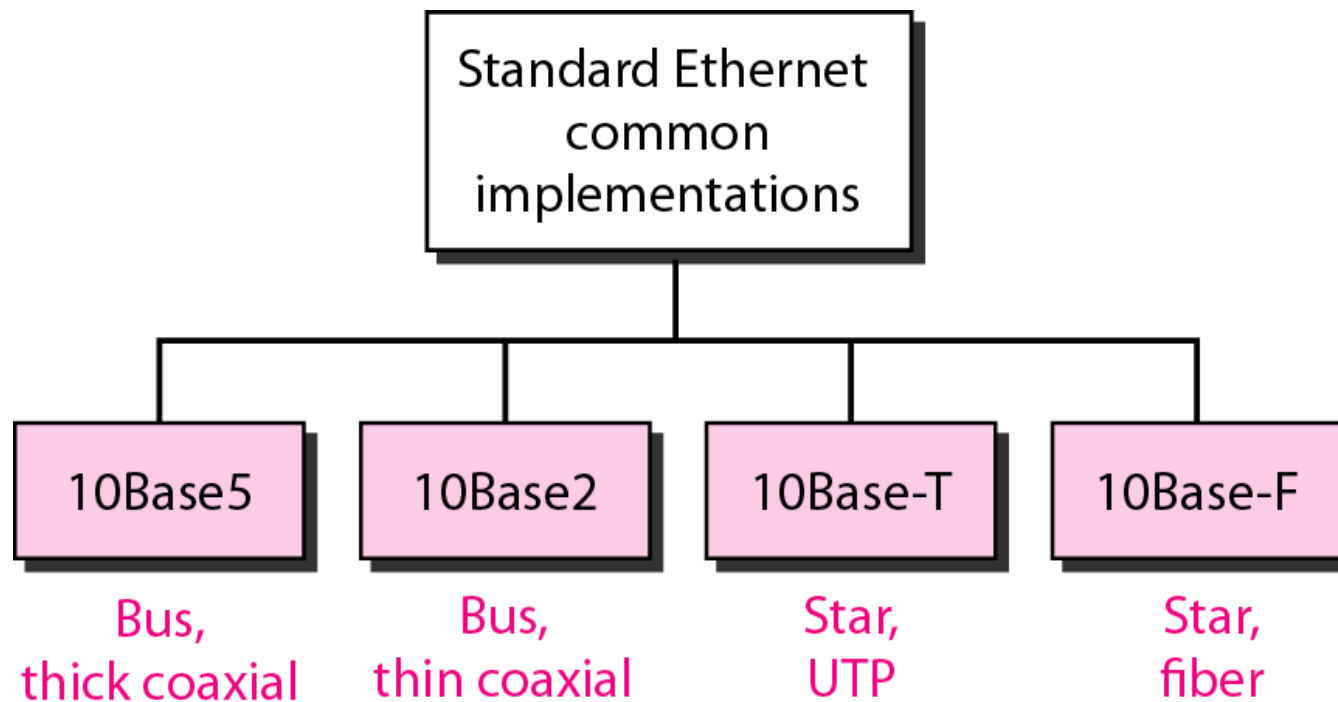 Standard Ethernet
common
implementations
10Base5
10Base2
10Base-T
10Base-F
Bus,
thick coaxial
Bus,
thin coaxial
Star,
UTP
Star,
fiber